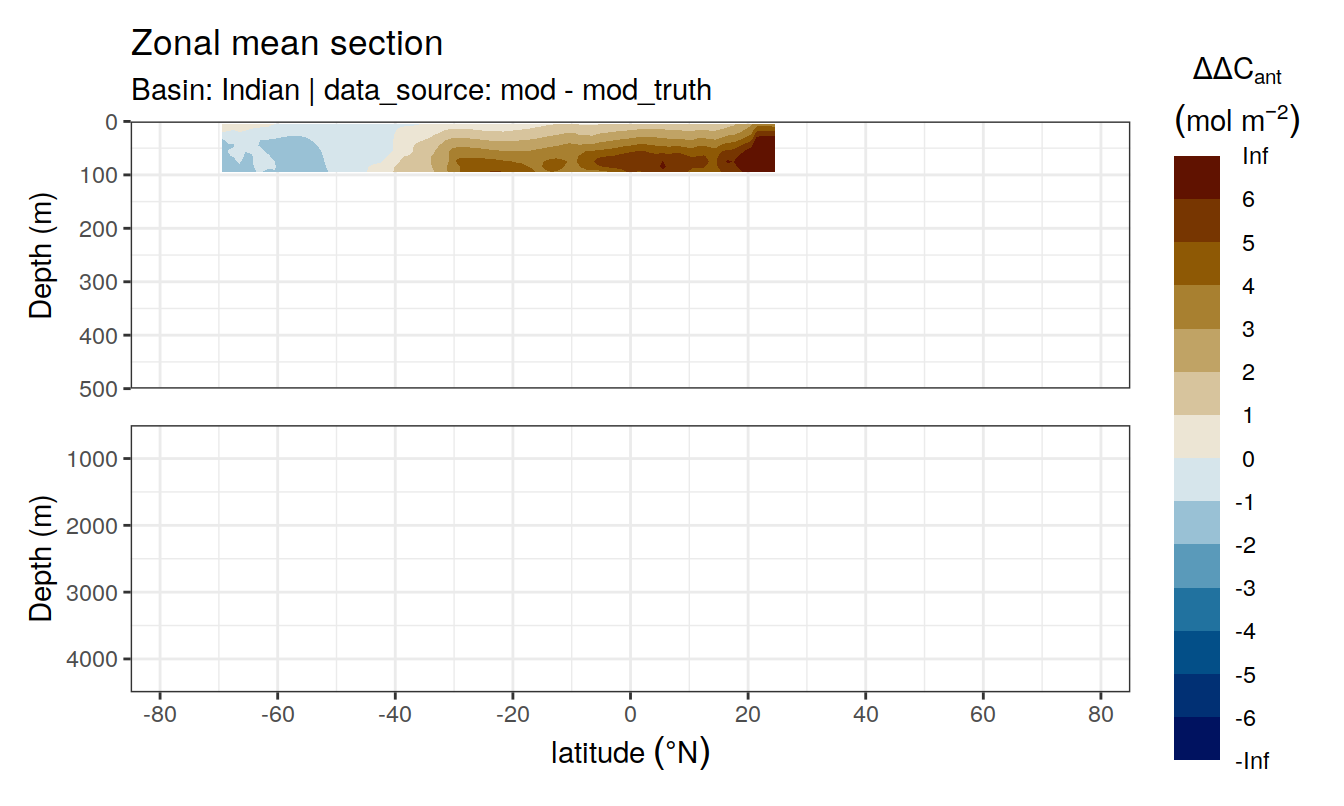 Zonal mean section
Basin: Indian | data_source: mod - mod_truth
ΔΔCant
(mol m⁻²)
Inf
6
5
4
3
2
1
0
-1
-2
-3
-4
-5
-6
-Inf
Depth (m)
0
100
200
300
400
500
Depth (m)
1000
2000
3000
4000
-80 -60 -40 -20 0 20 40 60 80
latitude (°N)